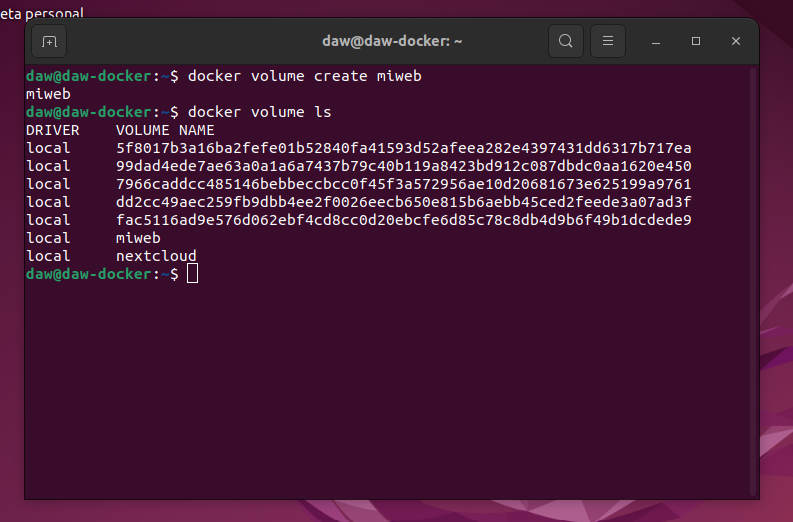 eta personal
daw@daw-docker: ~
daw@daw-docker:~$ docker volume create miweb
miweb
daw@daw-docker:~$ docker volume ls
DRIVER    VOLUME NAME
local     5f8017b3a16ba2fefe01b52840fa41593d52afeea282e4397431dd6317b717ea
local     99dad4ede7ae63a0a1a6a7437b79c40b119a8423bd912c087dbdc0aa1620e450
local     7966caddcc485146bebbeccbcc0f45f3a572956ae10d20681673e625199a9761
local     dd2cc49aec259fb9dbb4ee2f0026eecb650e815b6aebb45ced2feede3a07ad3f
local     fac5116ad9e576d062ebf4cd8cc0d20ebcfe6d85c78c8db4d9b6f49b1dcdede9
local     miweb
local     nextcloud
daw@daw-docker:~$